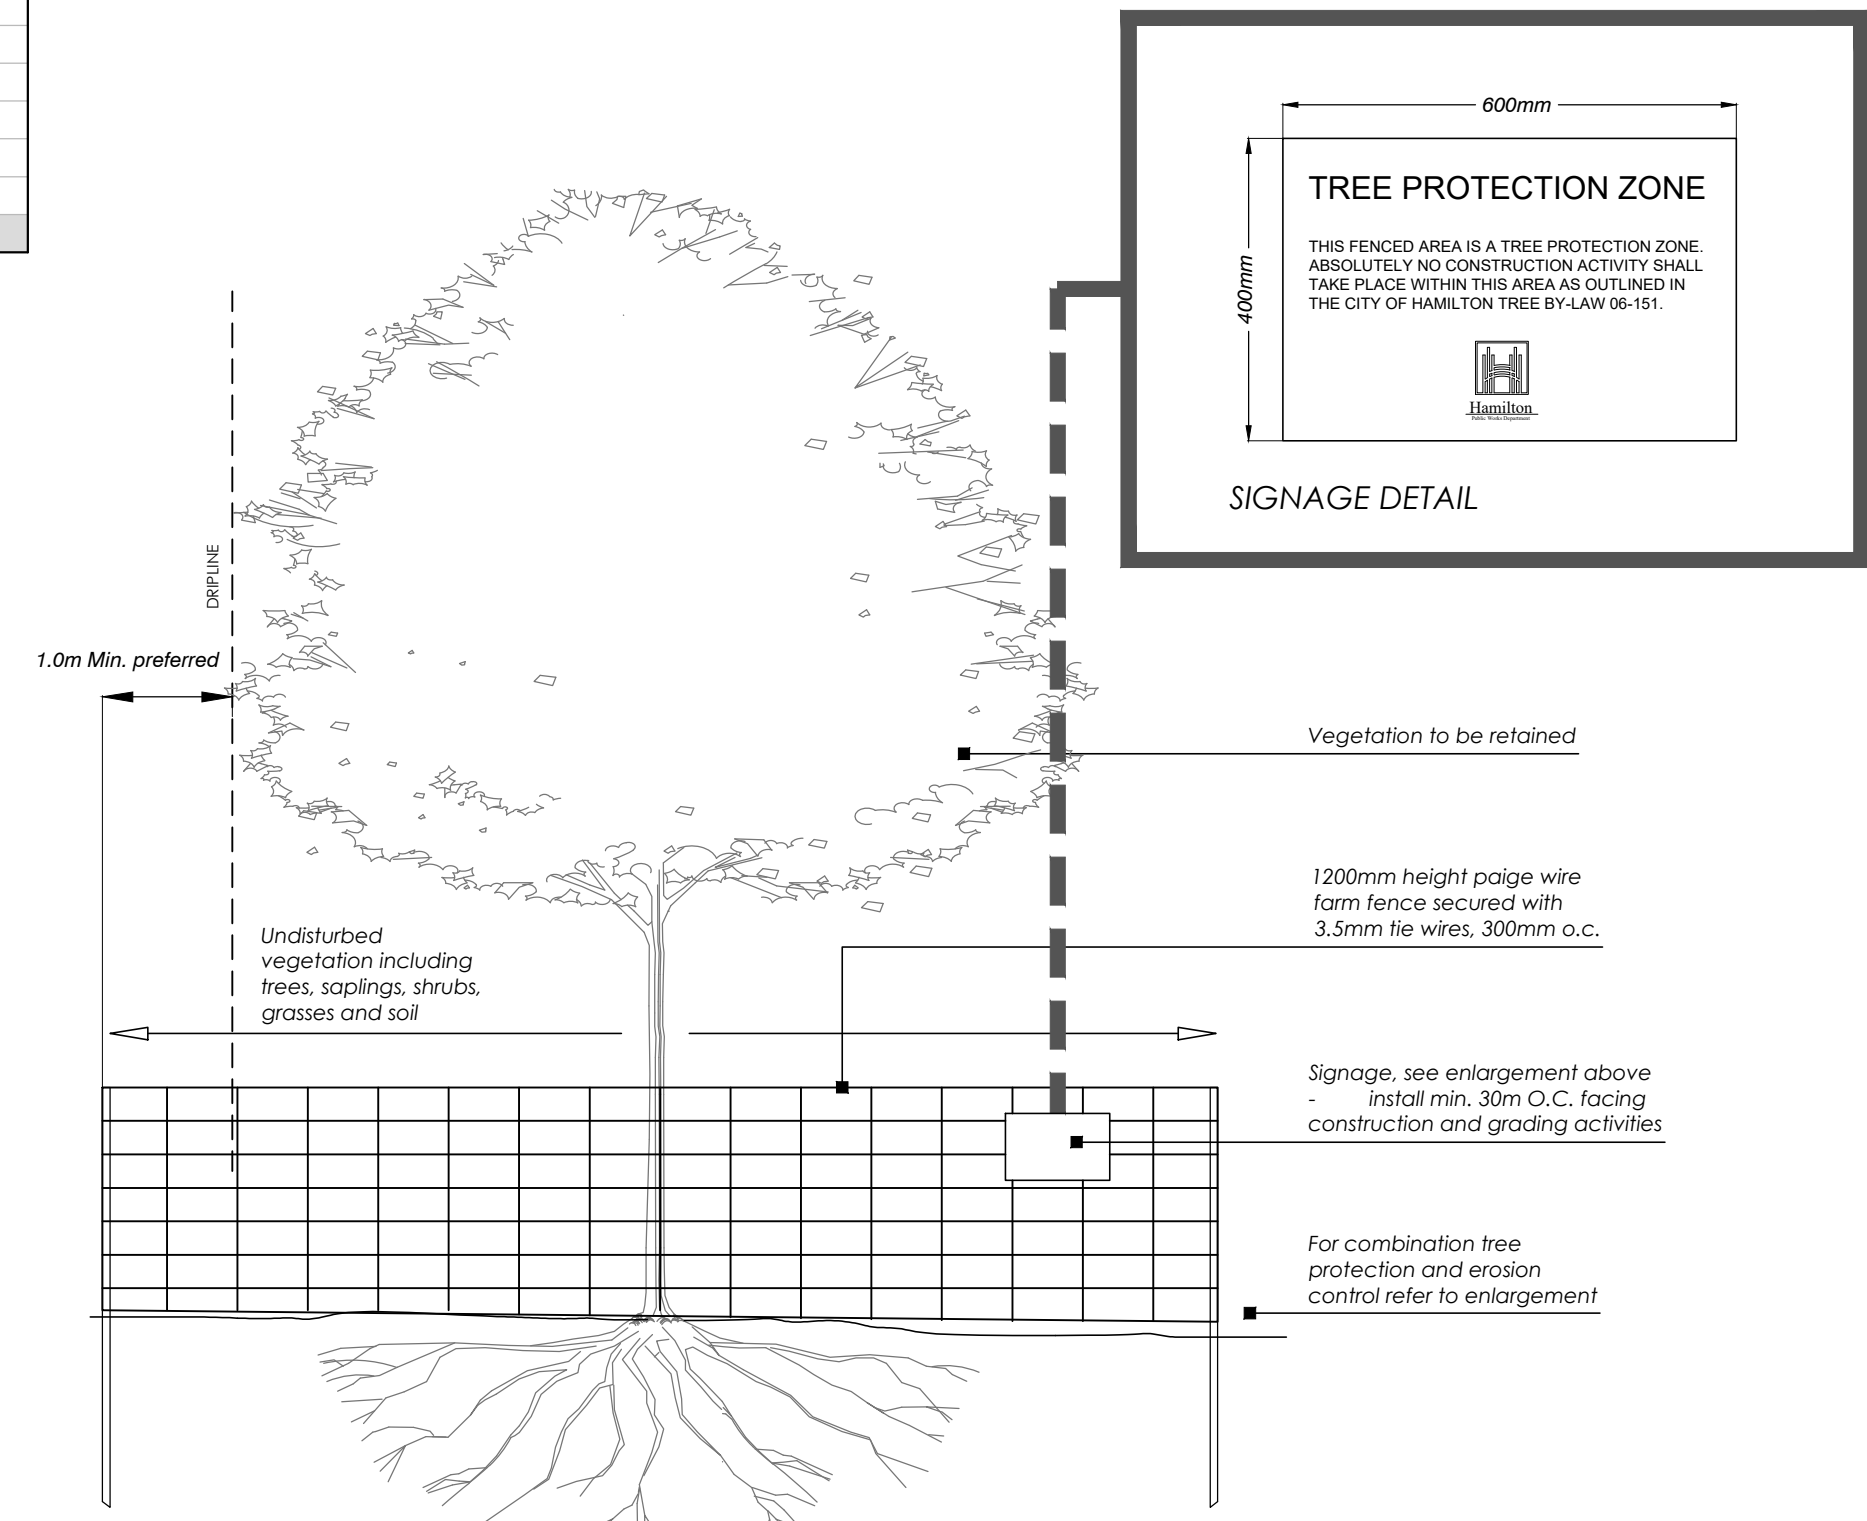 600mm
400mm
TREE PROTECTION ZONE
THIS FENCED AREA IS A TREE PROTECTION ZONE.
ABSOLUTELY NO CONSTRUCTION ACTIVITY SHALL
TAKE PLACE WITHIN THIS AREA AS OUTLINED IN
THE CITY OF HAMILTON TREE BY-LAW 06-151.
Hamilton
Public Works Department
SIGNAGE DETAIL
DRIPLINE
1.0m Min. preferred
Vegetation to be retained
1200mm height paige wire
farm fence secured with
3.5mm tie wires, 300mm o.c.
Undisturbed
vegetation including
trees, saplings, shrubs,
grasses and soil
Signage, see enlargement above
- install min. 30m O.C. facing
construction and grading activities
For combination tree
protection and erosion
control refer to enlargement